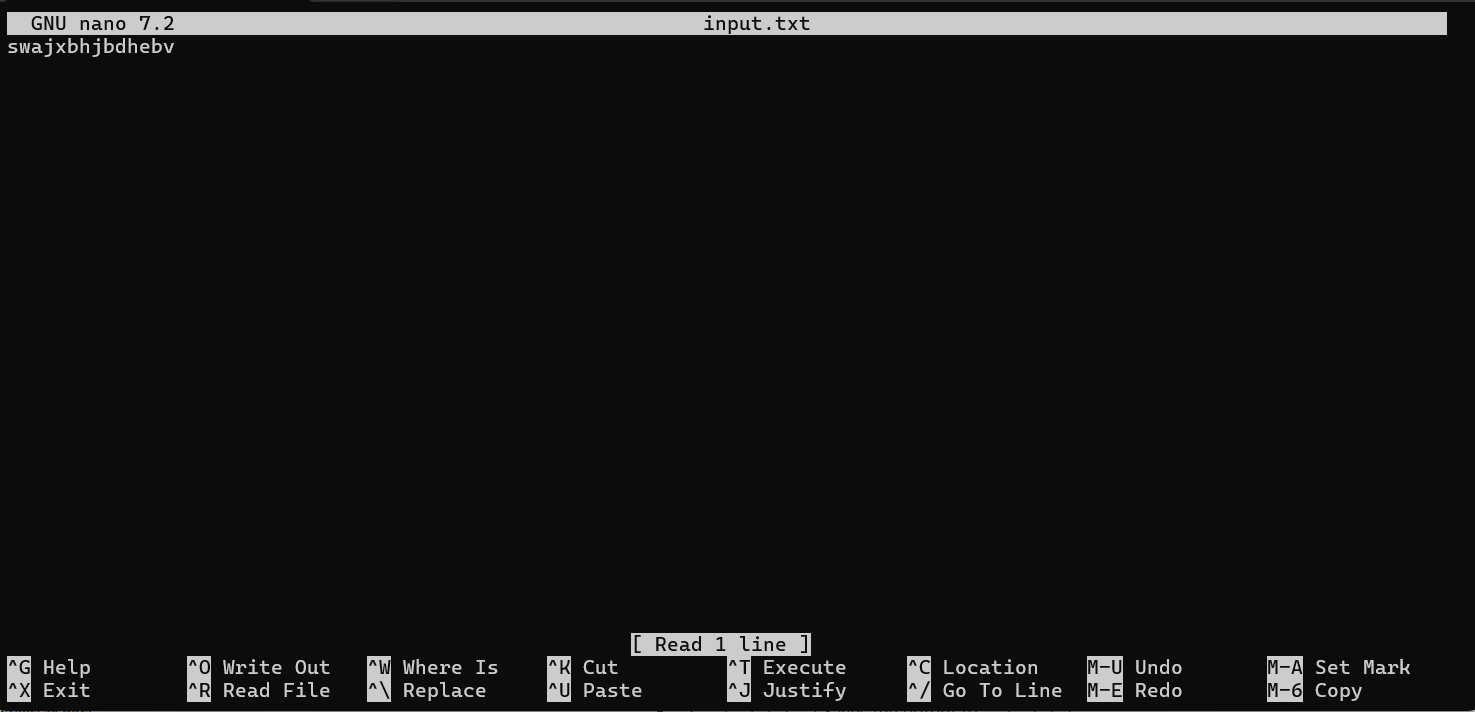 GNU nano 7.2 input.txt
swajxbhjbdhebv
[ Read 1 line ]
^G Help ^O Write Out ^W Where Is ^K Cut ^T Execute ^C Location M-U Undo M-A Set Mark
^X Exit ^R Read File ^\ Replace ^U Paste ^J Justify ^/ Go To Line M-E Redo M-6 Copy